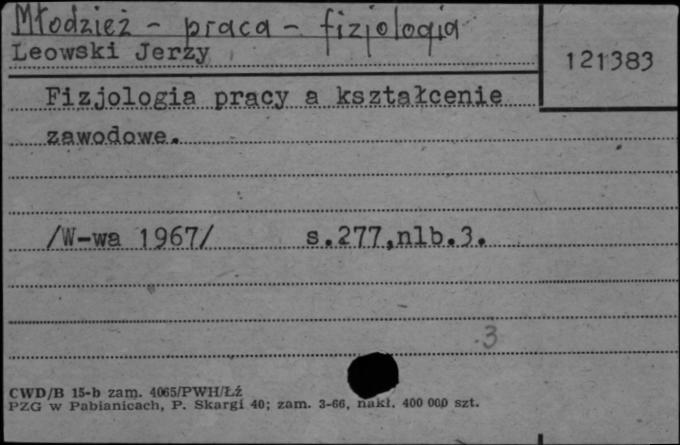 Młodzież - praca - fizjologia
Leowski Jerzy
121383
Fizjologia pracy a kształcenie
zawodowe.
/W-wa 1967/ s.277,nlb.3.
3
CWD/B 15-b zam. 4065/PWH/Łź
PZG w Pabianicach, P. Skargi 40; zam. 3-66, nakł. 400 000 szt.